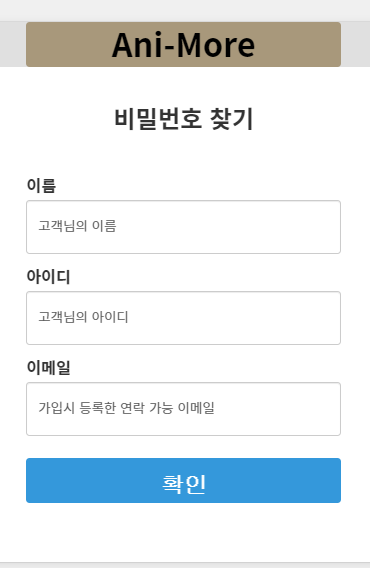 Ani-More
비밀번호 찾기
이름
고객님의 이름
아이디
고객님의 아이디
이메일
가입시 등록한 연락 가능 이메일
확인